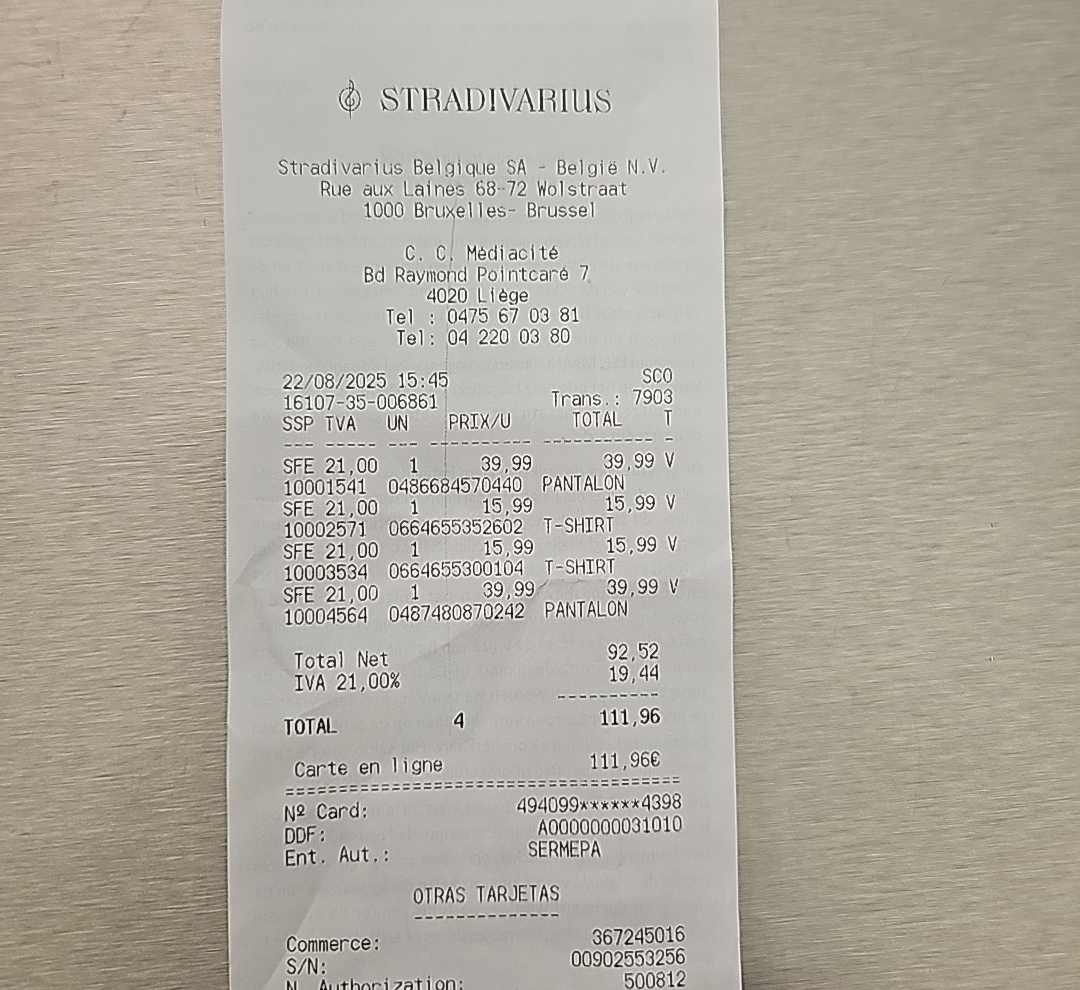 STRADIVARIUS
Stradivarius Belgique SA - België N.V.
Rue aux Laines 68-72 Wolstraat
1000 Bruxelles- Brussel
C. C. Médiacité
Bd Raymond Pointcaré 7
4020 Liège
Tel : 0475 67 03 81
Tel: 04 220 03 80
22/08/2025 15:45 SCO
16107-35-006861 Trans.: 7903
SSP TVA UN PRIX/U TOTAL T
--- ----- --- ---------- ----------- -
SFE 21,00 1 39,99 39,99 V
10001541 0486684570440 PANTALON
SFE 21,00 1 15,99 15,99 V
10002571 0664655352602 T-SHIRT
SFE 21,00 1 15,99 15,99 V
10003534 0664655300104 T-SHIRT
SFE 21,00 1 39,99 39,99 V
10004564 0487480870242 PANTALON
Total Net 92,52
IVA 21,00% 19,44
----------
TOTAL 4 111,96
Carte en ligne 111,96€
======================================
Nº Card: 494099******4398
DDF: A0000000031010
Ent. Aut.: SERMEPA
OTRAS TARJETAS
--------------
Commerce: 367245016
S/N: 00902553256
N. Authorization: 500812